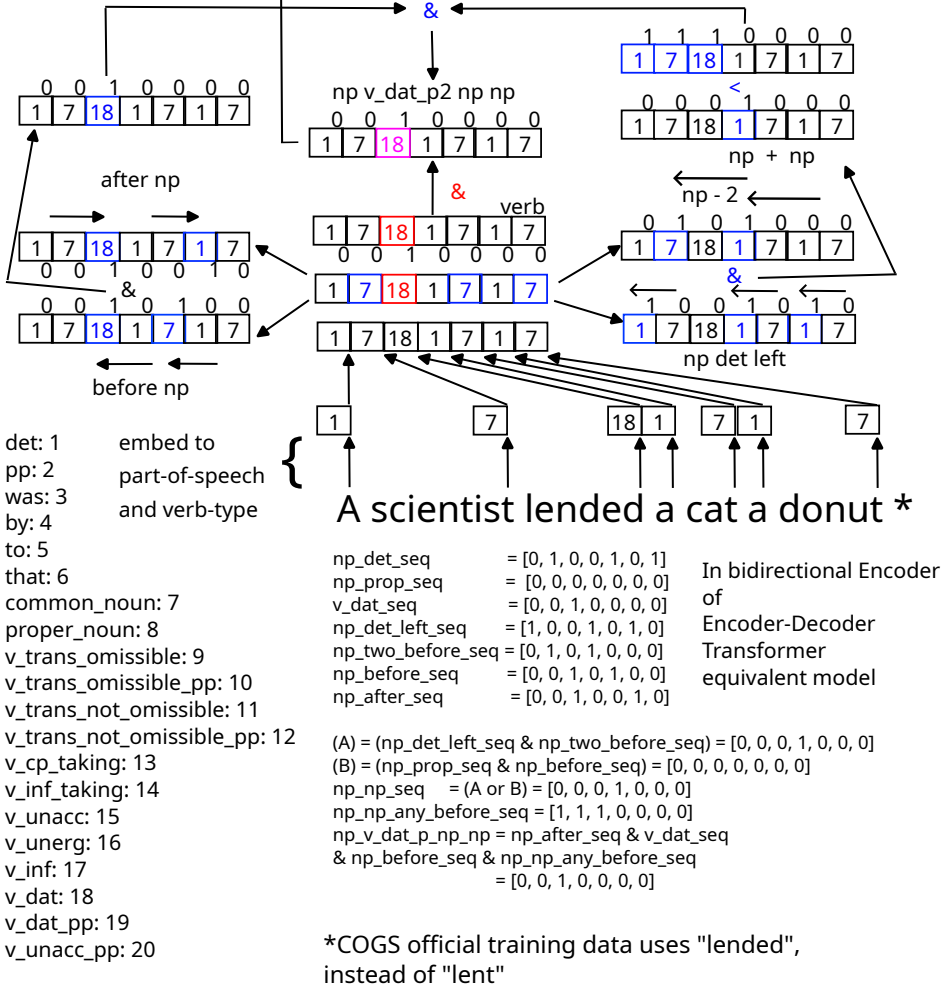 &
1 1 1 0 0 0 0
1 7 18 1 7 1 7
<
0 0 1 0 0 0 0
1 7 18 1 7 1 7
np v_dat_p2 np np
0 0 1 0 0 0 0
1 7 18 1 7 1 7
0 0 0 1 0 0 0
1 7 18 1 7 1 7
np + np
after np
&
verb
np - 2
1 7 18 1 7 1 7
0 0 1 0 0 0 0
0 1 0 1 0 0 0
1 7 18 1 7 1 7
1 7 18 1 7 1 7
0 0 1 0 0 1 0
&
&
1 7 18 1 7 1 7
0 0 1 0 1 0 0
1 7 18 1 7 1 7
1 0 0 1 0 1 0
1 7 18 1 7 1 7
1 7 18 1 7 1 7
np det left
before np
1 7 18 1 7 1 7
det: 1
pp: 2
was: 3
by: 4
to: 5
that: 6
common_noun: 7
proper_noun: 8
v_trans_omissible: 9
v_trans_omissible_pp: 10
v_trans_not_omissible: 11
v_trans_not_omissible_pp: 12
v_cp_taking: 13
v_inf_taking: 14
v_unacc: 15
v_unerg: 16
v_inf: 17
v_dat: 18
v_dat_pp: 19
v_unacc_pp: 20
embed to
part-of-speech
and verb-type
{
A scientist lended a cat a donut *
np_det_seq = [0, 1, 0, 0, 1, 0, 1]
np_prop_seq = [0, 0, 0, 0, 0, 0, 0]
v_dat_seq = [0, 0, 1, 0, 0, 0, 0]
np_det_left_seq = [1, 0, 0, 1, 0, 1, 0]
np_two_before_seq = [0, 1, 0, 1, 0, 0, 0]
np_before_seq = [0, 0, 1, 0, 1, 0, 0]
np_after_seq = [0, 0, 1, 0, 0, 1, 0]
In bidirectional Encoder
of
Encoder-Decoder
Transformer
equivalent model
(A) = (np_det_left_seq & np_two_before_seq) = [0, 0, 0, 1, 0, 0, 0]
(B) = (np_prop_seq & np_before_seq) = [0, 0, 0, 0, 0, 0, 0]
np_np_seq = (A or B) = [0, 0, 0, 1, 0, 0, 0]
np_np_any_before_seq = [1, 1, 1, 0, 0, 0, 0]
np_v_dat_p_np_np = np_after_seq & v_dat_seq
& np_before_seq & np_np_any_before_seq
= [0, 0, 1, 0, 0, 0, 0]
*COGS official training data uses "lended",
instead of "lent"